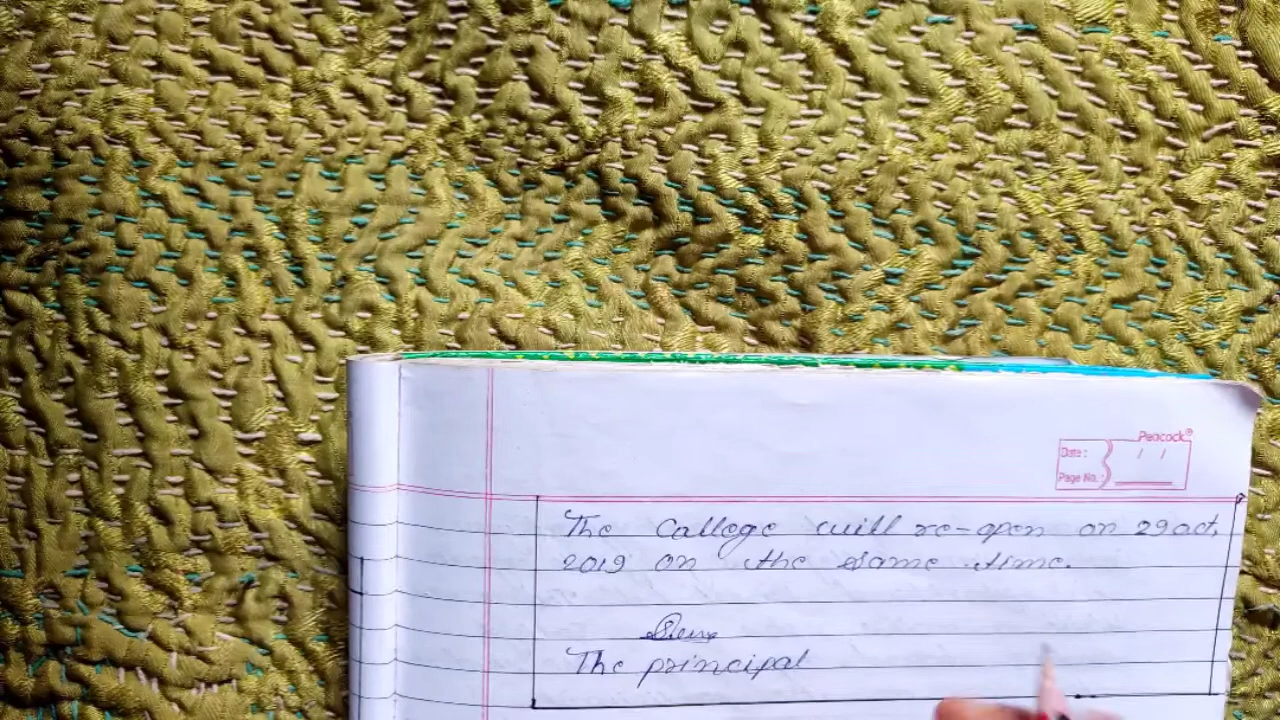 Peacock®
Date : / /
Page No. :
The College will re-open on 29 oct,
2019 on the same time.
The principal